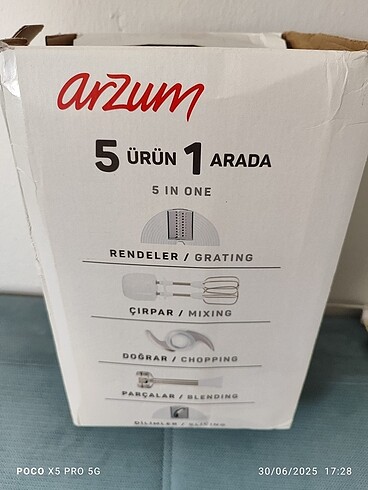 arzum
5 ÜRÜN 1 ARADA
5 IN ONE
RENDELER / GRATING
ÇIRPAR / MIXING
DOĞRAR / CHOPPING
PARÇALAR / BLENDING
DİLİMLER / SLICING
POCO X5 PRO 5G
30/06/2025 17:28